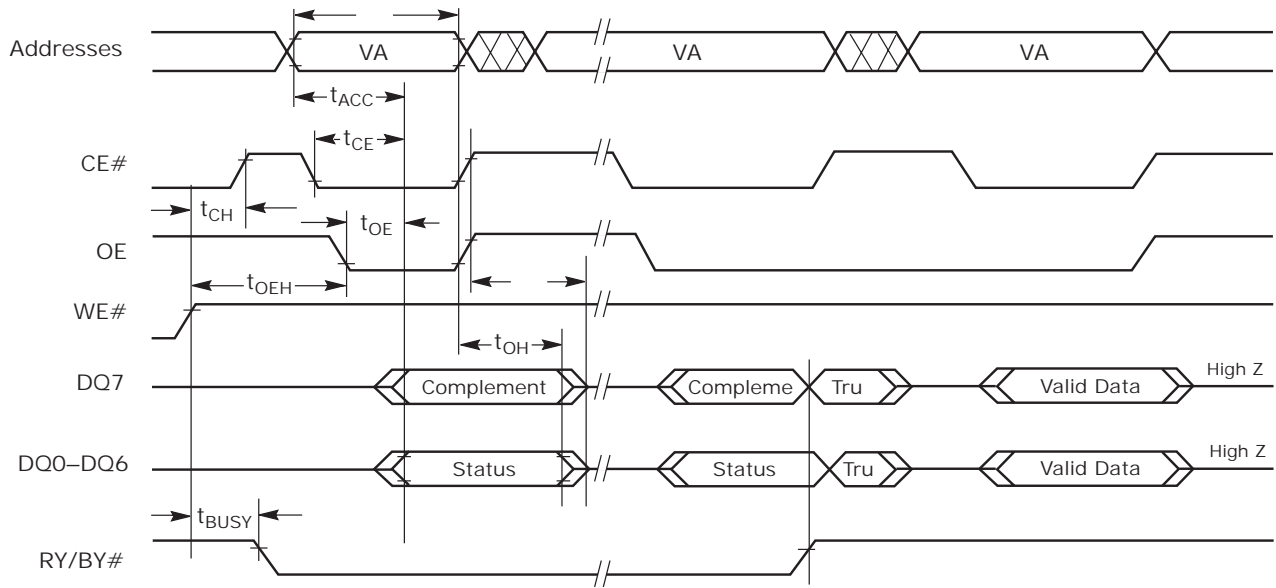 Addresses
VA
VA
VA
tACC
tCE
CE#
tCH
tOE
OE
tOEH
WE#
tOH
DQ7
Complement
Compleme
Tru
Valid Data
High Z
DQ0–DQ6
Status
Status
Tru
Valid Data
High Z
tBUSY
RY/BY#